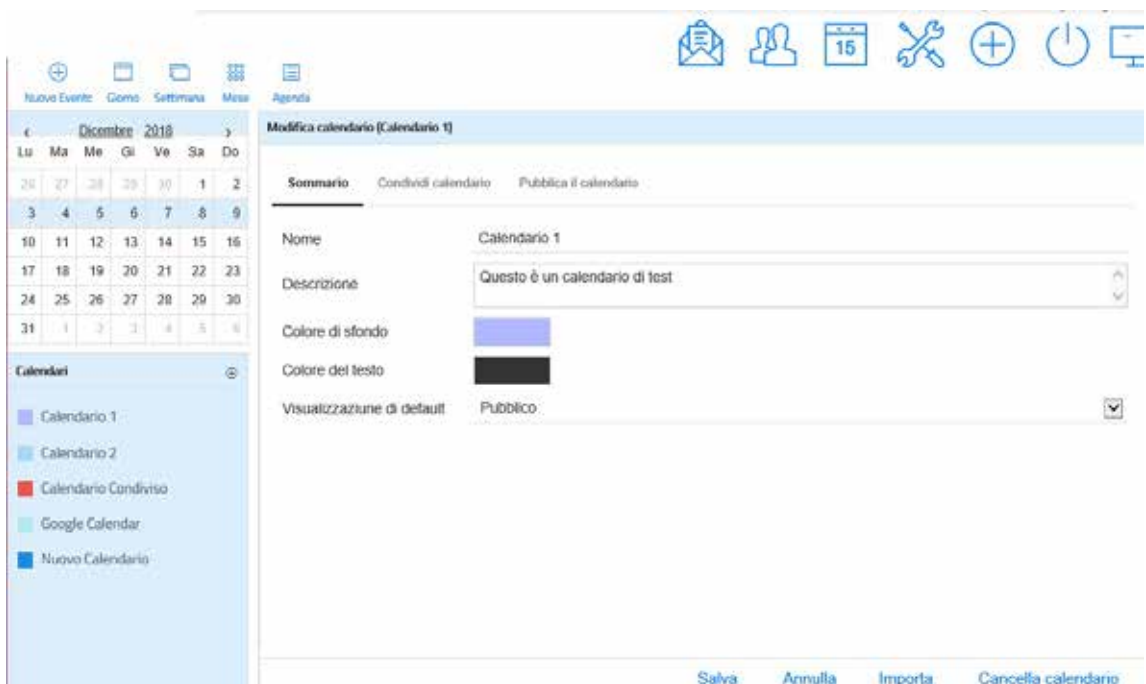 15
Nuovo Evente Giorno Settimana Mese Agenda
‹ Dicembre 2018 ›
Lu Ma Me Gi Ve Sa Do
26 27 28 29 30 1 2
3 4 5 6 7 8 9
10 11 12 13 14 15 16
17 18 19 20 21 22 23
24 25 26 27 28 29 30
31 1 2 3 4 5 6
Calendari
Calendario 1
Calendario 2
Calendario Condiviso
Google Calendar
Nuovo Calendario
Modifica calendario (Calendario 1)
Sommario Condividi calendario Pubblica il calendario
Nome Calendario 1
Descrizione Questo è un calendario di test
Colore di sfondo
Colore del testo
Visualizzaziune di default Pubblico
Salva Annulla Importa Cancella calendario